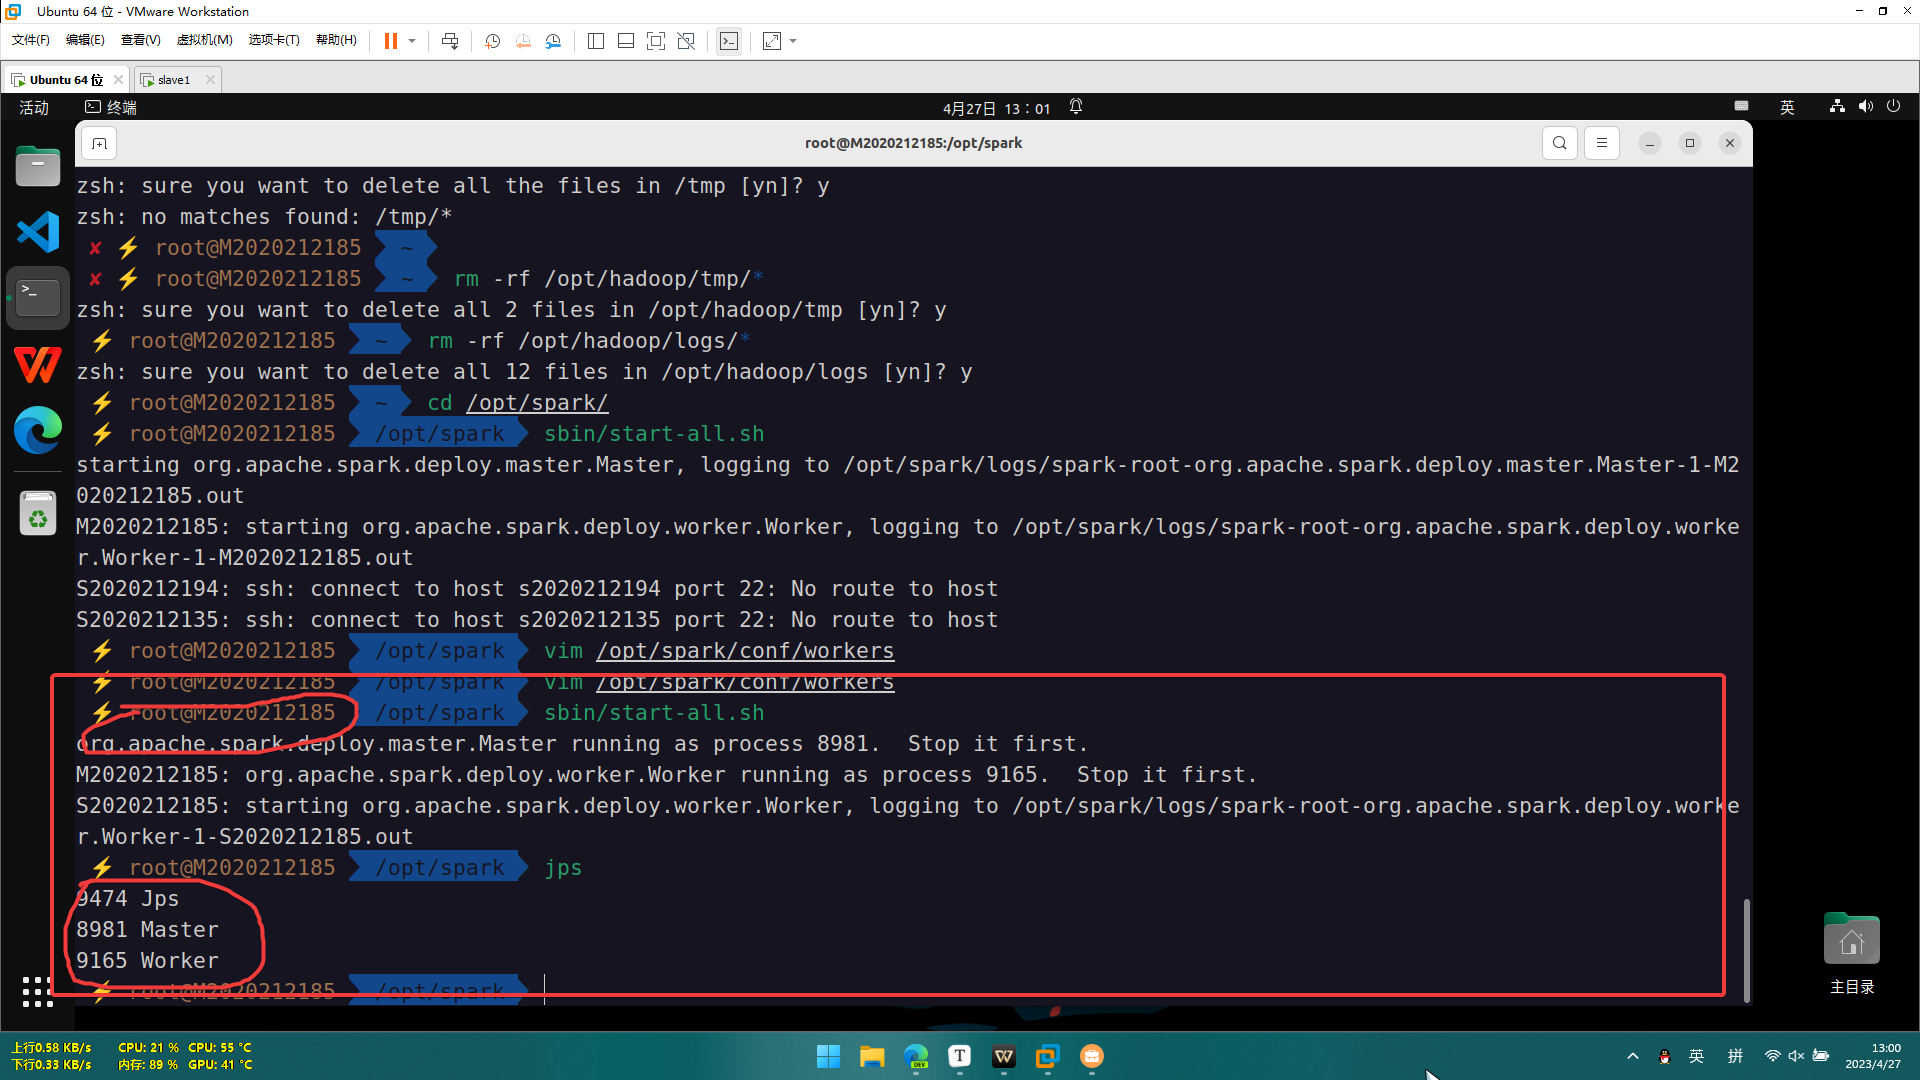 Ubuntu 64 位 - VMware Workstation
文件(F) 编辑(E) 查看(V) 虚拟机(M) 选项卡(T) 帮助(H)
Ubuntu 64 位 slave1
活动 终端 4月27日 13：01 英
root@M2020212185:/opt/spark
zsh: sure you want to delete all the files in /tmp [yn]? y
zsh: no matches found: /tmp/*
✘ ⚡ root@M2020212185 ~
✘ ⚡ root@M2020212185 ~ rm -rf /opt/hadoop/tmp/*
zsh: sure you want to delete all 2 files in /opt/hadoop/tmp [yn]? y
⚡ root@M2020212185 ~ rm -rf /opt/hadoop/logs/*
zsh: sure you want to delete all 12 files in /opt/hadoop/logs [yn]? y
⚡ root@M2020212185 ~ cd /opt/spark/
⚡ root@M2020212185 /opt/spark sbin/start-all.sh
starting org.apache.spark.deploy.master.Master, logging to /opt/spark/logs/spark-root-org.apache.spark.deploy.master.Master-1-M2
020212185.out
M2020212185: starting org.apache.spark.deploy.worker.Worker, logging to /opt/spark/logs/spark-root-org.apache.spark.deploy.worke
r.Worker-1-M2020212185.out
S2020212194: ssh: connect to host s2020212194 port 22: No route to host
S2020212135: ssh: connect to host s2020212135 port 22: No route to host
⚡ root@M2020212185 /opt/spark vim /opt/spark/conf/workers
⚡ root@M2020212185 /opt/spark vim /opt/spark/conf/workers
⚡ root@M2020212185 /opt/spark sbin/start-all.sh
org.apache.spark.deploy.master.Master running as process 8981.  Stop it first.
M2020212185: org.apache.spark.deploy.worker.Worker running as process 9165.  Stop it first.
S2020212185: starting org.apache.spark.deploy.worker.Worker, logging to /opt/spark/logs/spark-root-org.apache.spark.deploy.worke
r.Worker-1-S2020212185.out
⚡ root@M2020212185 /opt/spark jps
9474 Jps
8981 Master
9165 Worker
⚡ root@M2020212185 /opt/spark
主目录
上行0.58 KB/s CPU: 21 % CPU: 55 °C
下行0.33 KB/s 内存: 89 % GPU: 41 °C
英 拼 13:00
2023/4/27